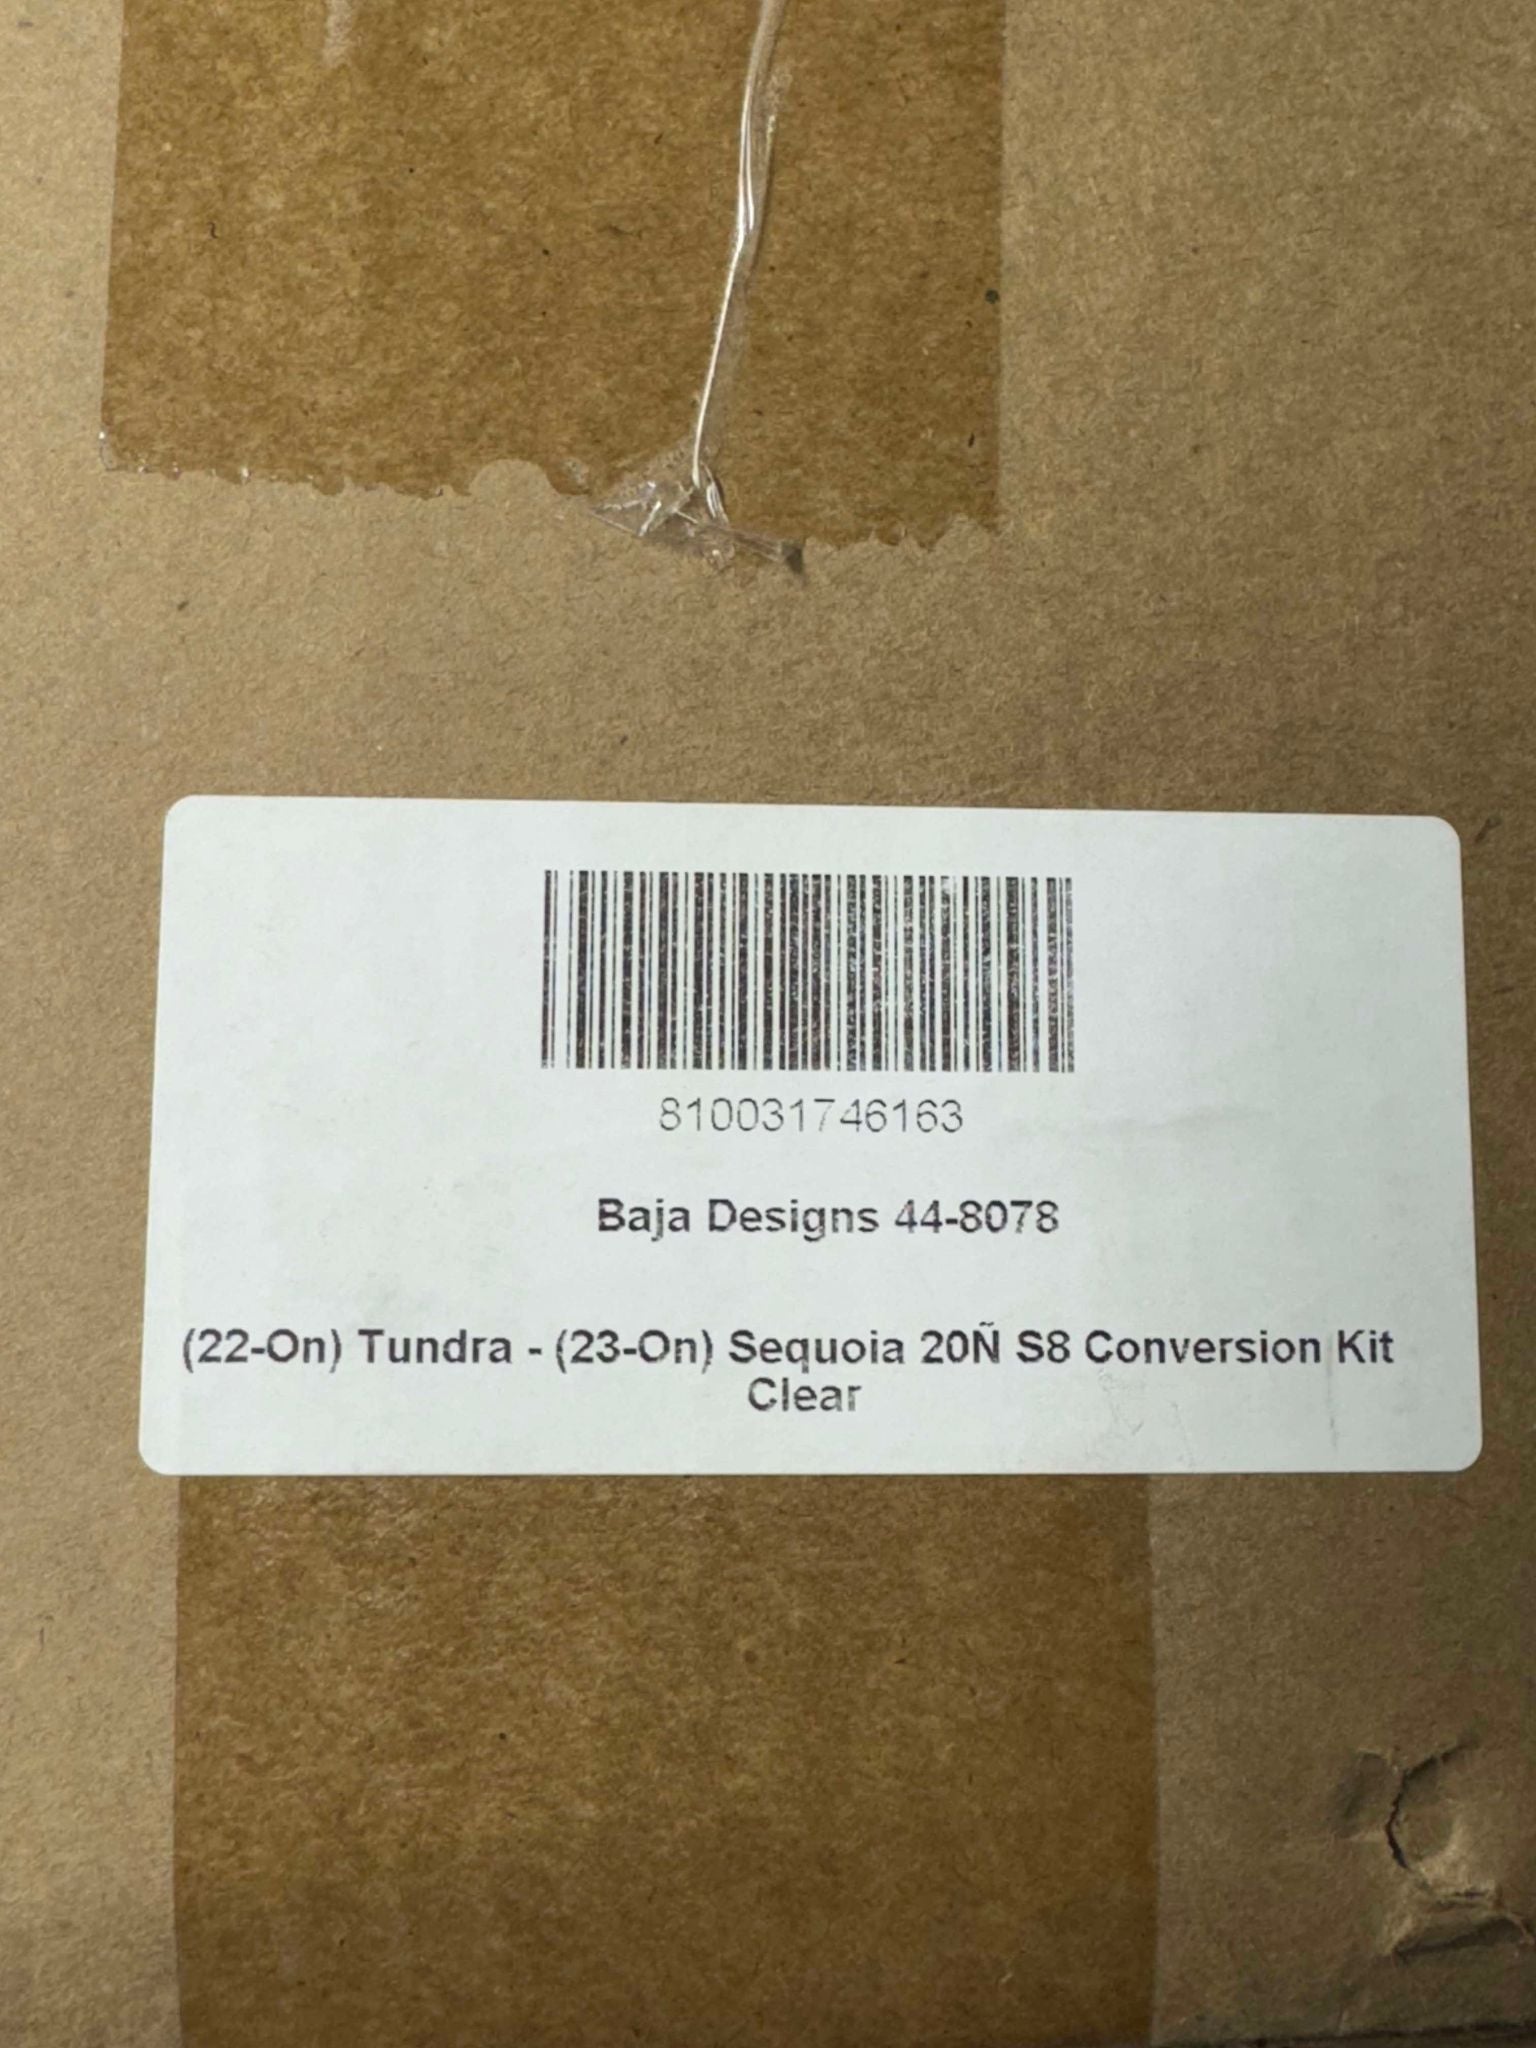 810031746163
Baja Designs 44-8078
(22-On) Tundra - (23-On) Sequoia 20Ñ S8 Conversion Kit
Clear